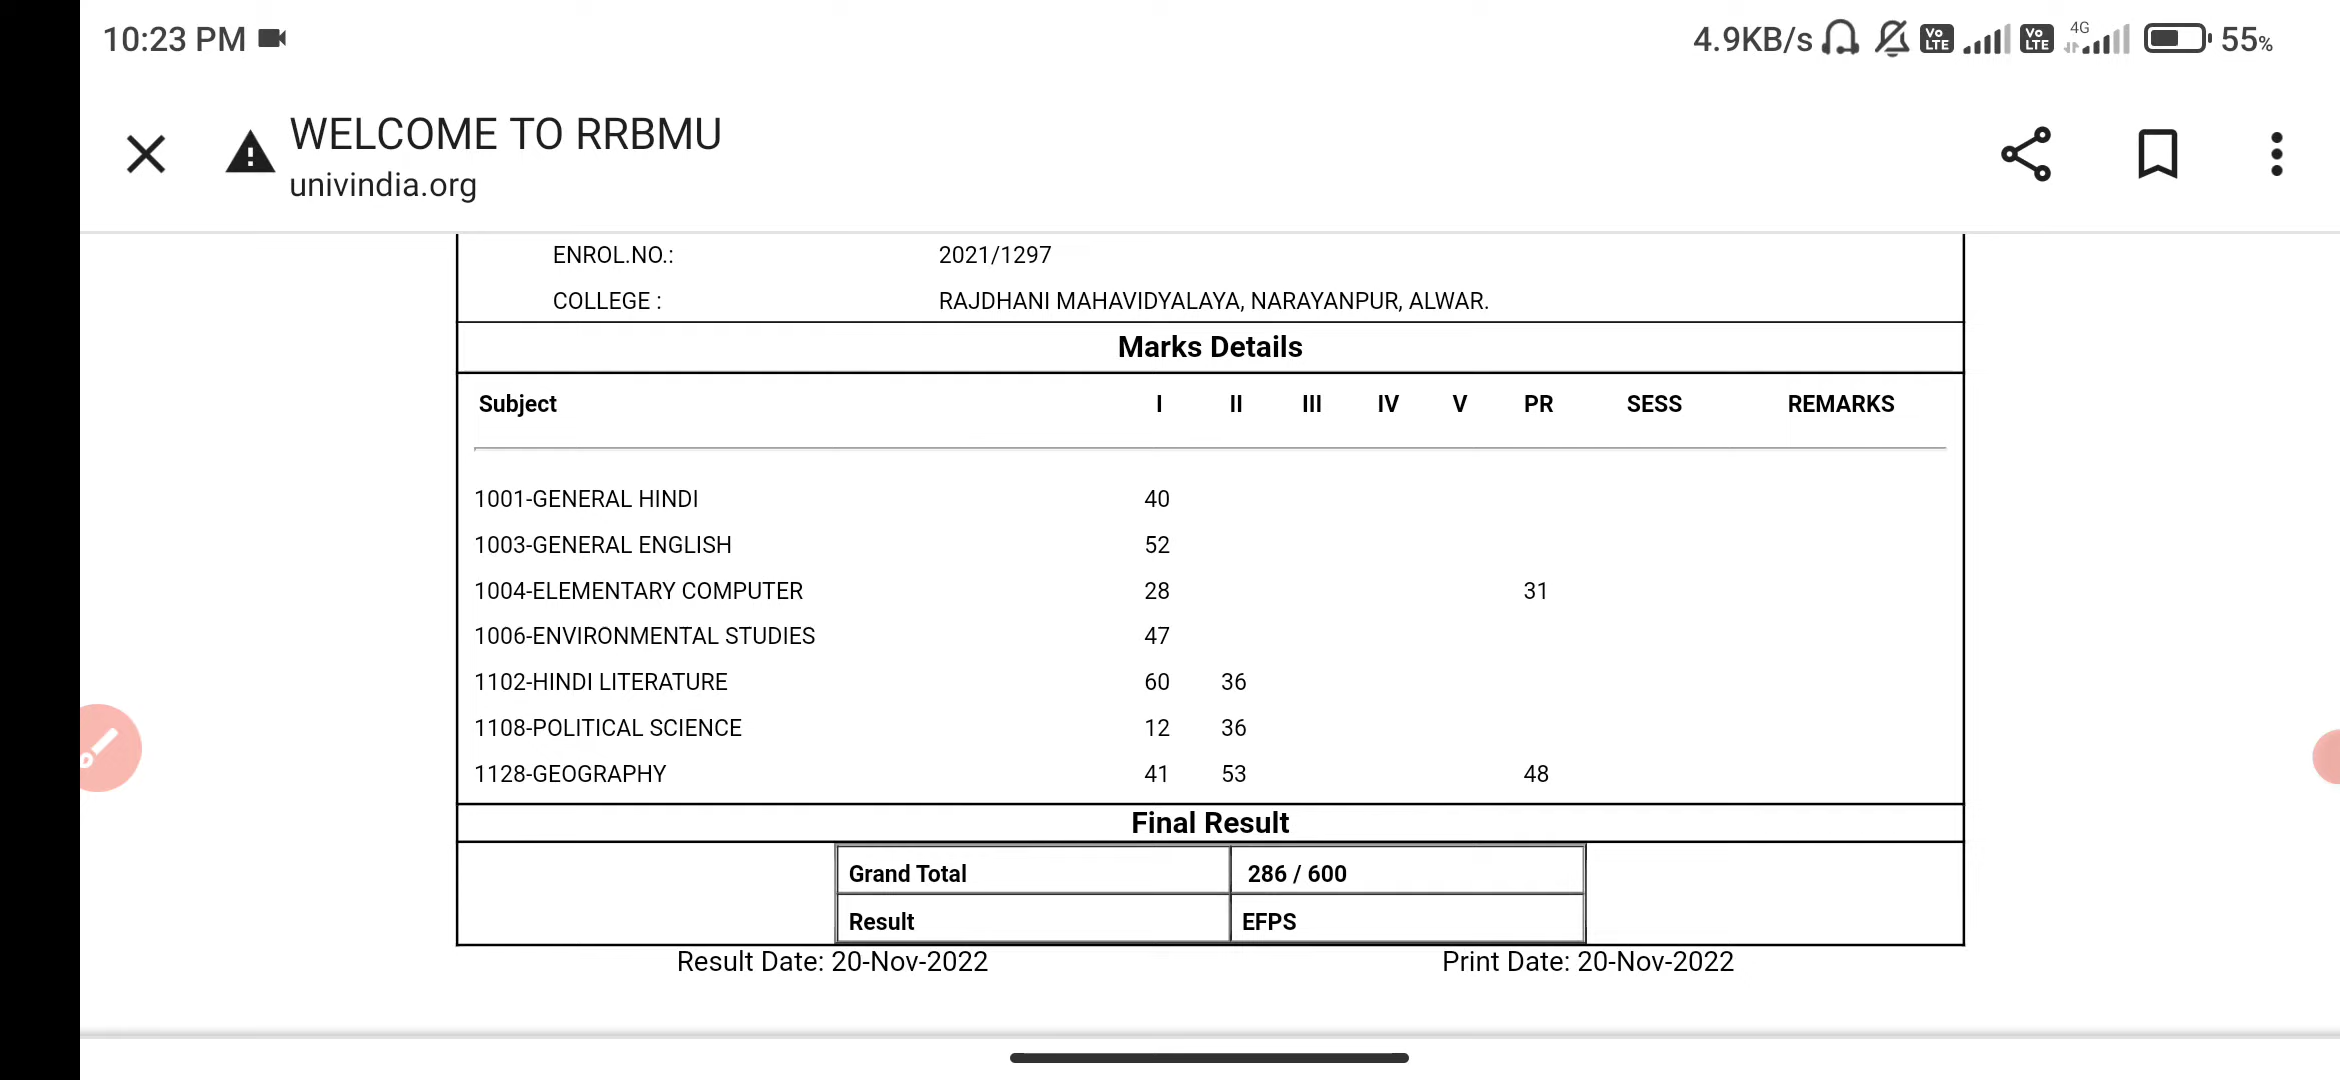 10:23 PM 4.9KB/s Vo LTE Vo LTE 4G 55%
WELCOME TO RRBMU
univindia.org
ENROL.NO.: 2021/1297
COLLEGE : RAJDHANI MAHAVIDYALAYA, NARAYANPUR, ALWAR.
Marks Details
Subject I II III IV V PR SESS REMARKS
1001-GENERAL HINDI 40
1003-GENERAL ENGLISH 52
1004-ELEMENTARY COMPUTER 28 31
1006-ENVIRONMENTAL STUDIES 47
1102-HINDI LITERATURE 60 36
1108-POLITICAL SCIENCE 12 36
1128-GEOGRAPHY 41 53 48
Final Result
Grand Total 286 / 600
Result EFPS
Result Date: 20-Nov-2022 Print Date: 20-Nov-2022